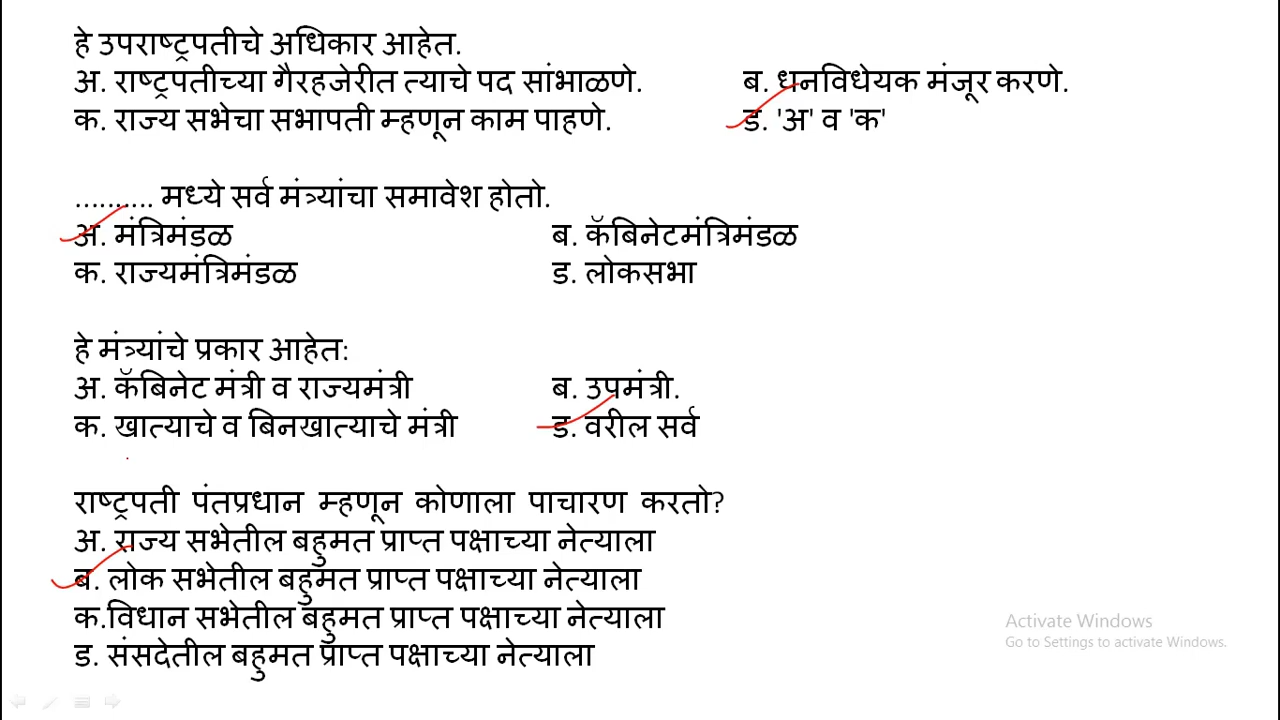 हे उपराष्ट्रपतीचे अधिकार आहेत.
अ. राष्ट्रपतीच्या गैरहजेरीत त्याचे पद सांभाळणे. ब. धनविधेयक मंजूर करणे.
क. राज्य सभेचा सभापती म्हणून काम पाहणे. ड. 'अ' व 'क'
.......... मध्ये सर्व मंत्र्यांचा समावेश होतो.
अ. मंत्रिमंडळ ब. कॅबिनेटमंत्रिमंडळ
क. राज्यमंत्रिमंडळ ड. लोकसभा
हे मंत्र्यांचे प्रकार आहेत:
अ. कॅबिनेट मंत्री व राज्यमंत्री ब. उपमंत्री.
क. खात्याचे व बिनखात्याचे मंत्री ड. वरील सर्व
राष्ट्रपती पंतप्रधान म्हणून कोणाला पाचारण करतो?
अ. राज्य सभेतील बहुमत प्राप्त पक्षाच्या नेत्याला
ब. लोक सभेतील बहुमत प्राप्त पक्षाच्या नेत्याला
क.विधान सभेतील बहुमत प्राप्त पक्षाच्या नेत्याला
ड. संसदेतील बहुमत प्राप्त पक्षाच्या नेत्याला
Activate Windows
Go to Settings to activate Windows.